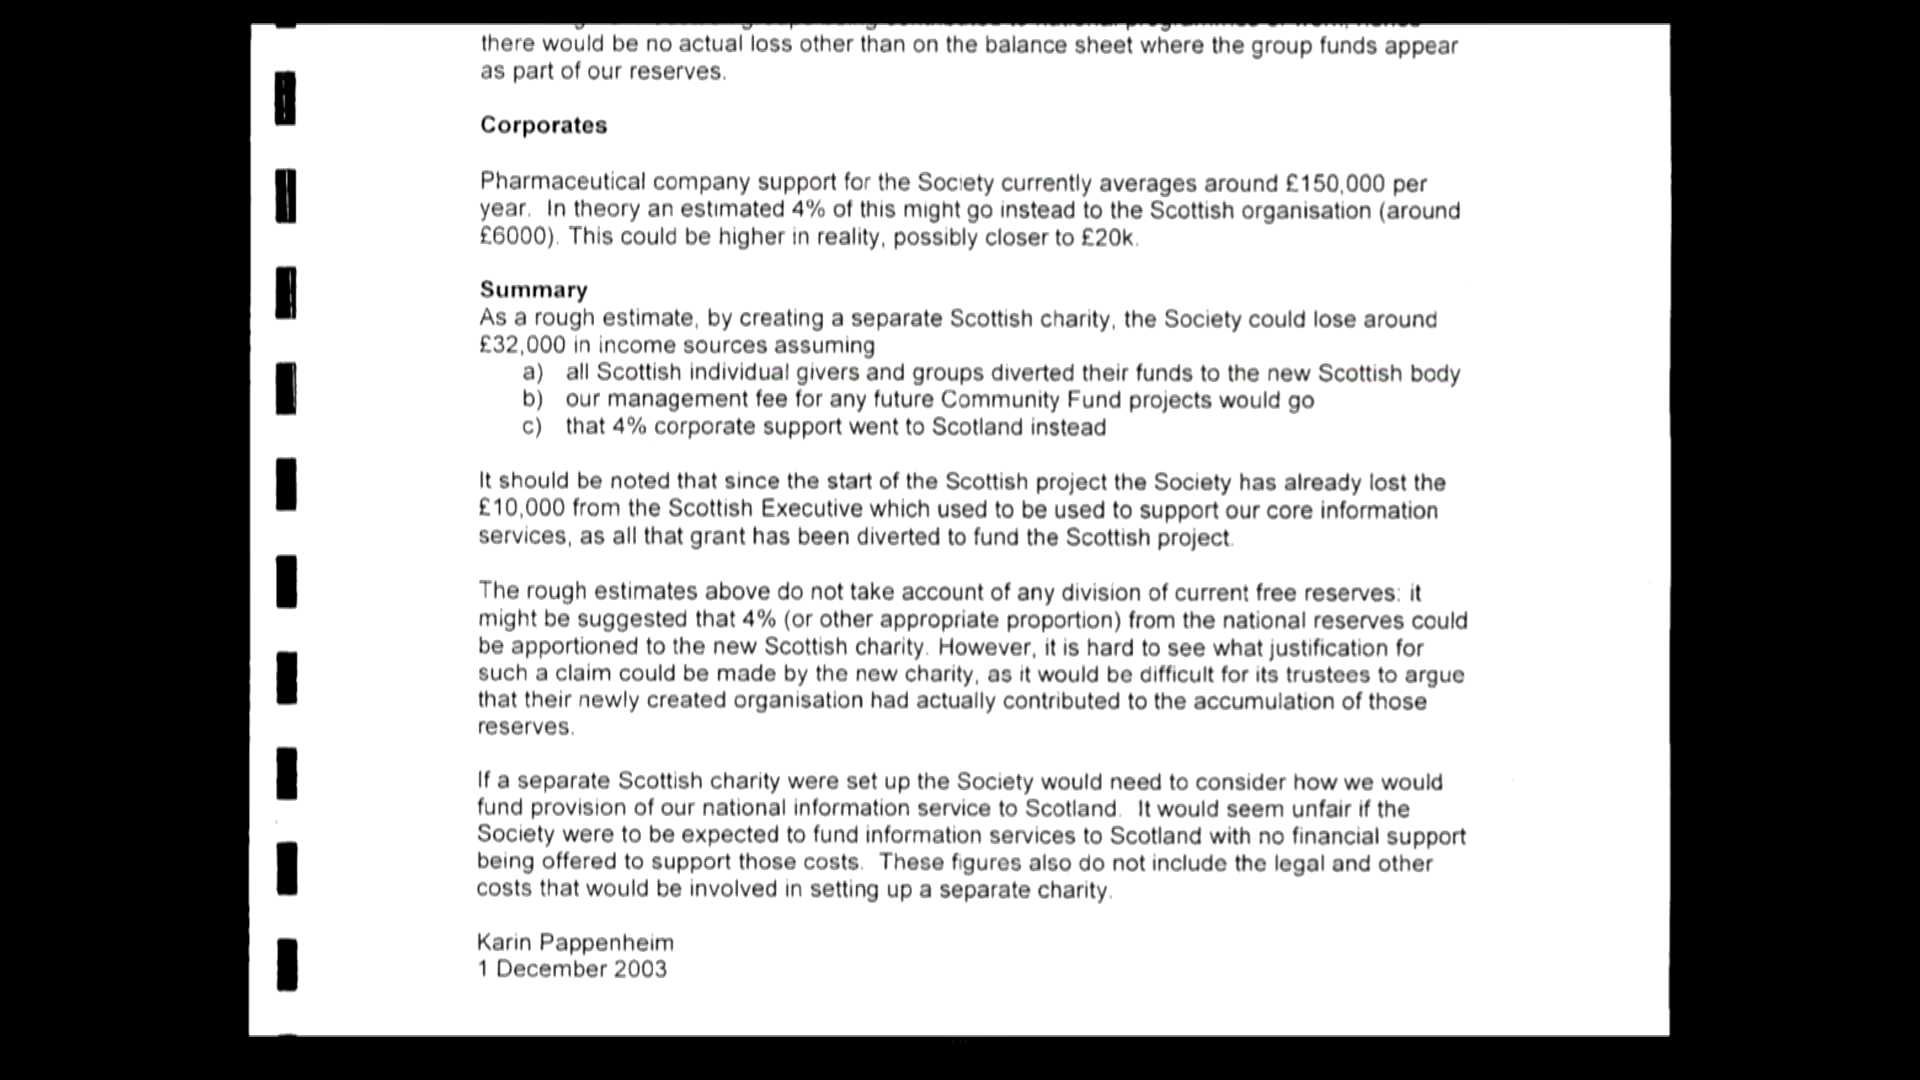 there would be no actual loss other than on the balance sheet where the group funds appear
as part of our reserves.
Corporates
Pharmaceutical company support for the Society currently averages around £150,000 per
year. In theory an estimated 4% of this might go instead to the Scottish organisation (around
£6000). This could be higher in reality, possibly closer to £20k.
Summary
As a rough estimate, by creating a separate Scottish charity, the Society could lose around
£32,000 in income sources assuming
a) all Scottish individual givers and groups diverted their funds to the new Scottish body
b) our management fee for any future Community Fund projects would go
c) that 4% corporate support went to Scotland instead
It should be noted that since the start of the Scottish project the Society has already lost the
£10,000 from the Scottish Executive which used to be used to support our core information
services, as all that grant has been diverted to fund the Scottish project.
The rough estimates above do not take account of any division of current free reserves: it
might be suggested that 4% (or other appropriate proportion) from the national reserves could
be apportioned to the new Scottish charity. However, it is hard to see what justification for
such a claim could be made by the new charity, as it would be difficult for its trustees to argue
that their newly created organisation had actually contributed to the accumulation of those
reserves.
If a separate Scottish charity were set up the Society would need to consider how we would
fund provision of our national information service to Scotland. It would seem unfair if the
Society were to be expected to fund information services to Scotland with no financial support
being offered to support those costs. These figures also do not include the legal and other
costs that would be involved in setting up a separate charity.
Karin Pappenheim
1 December 2003